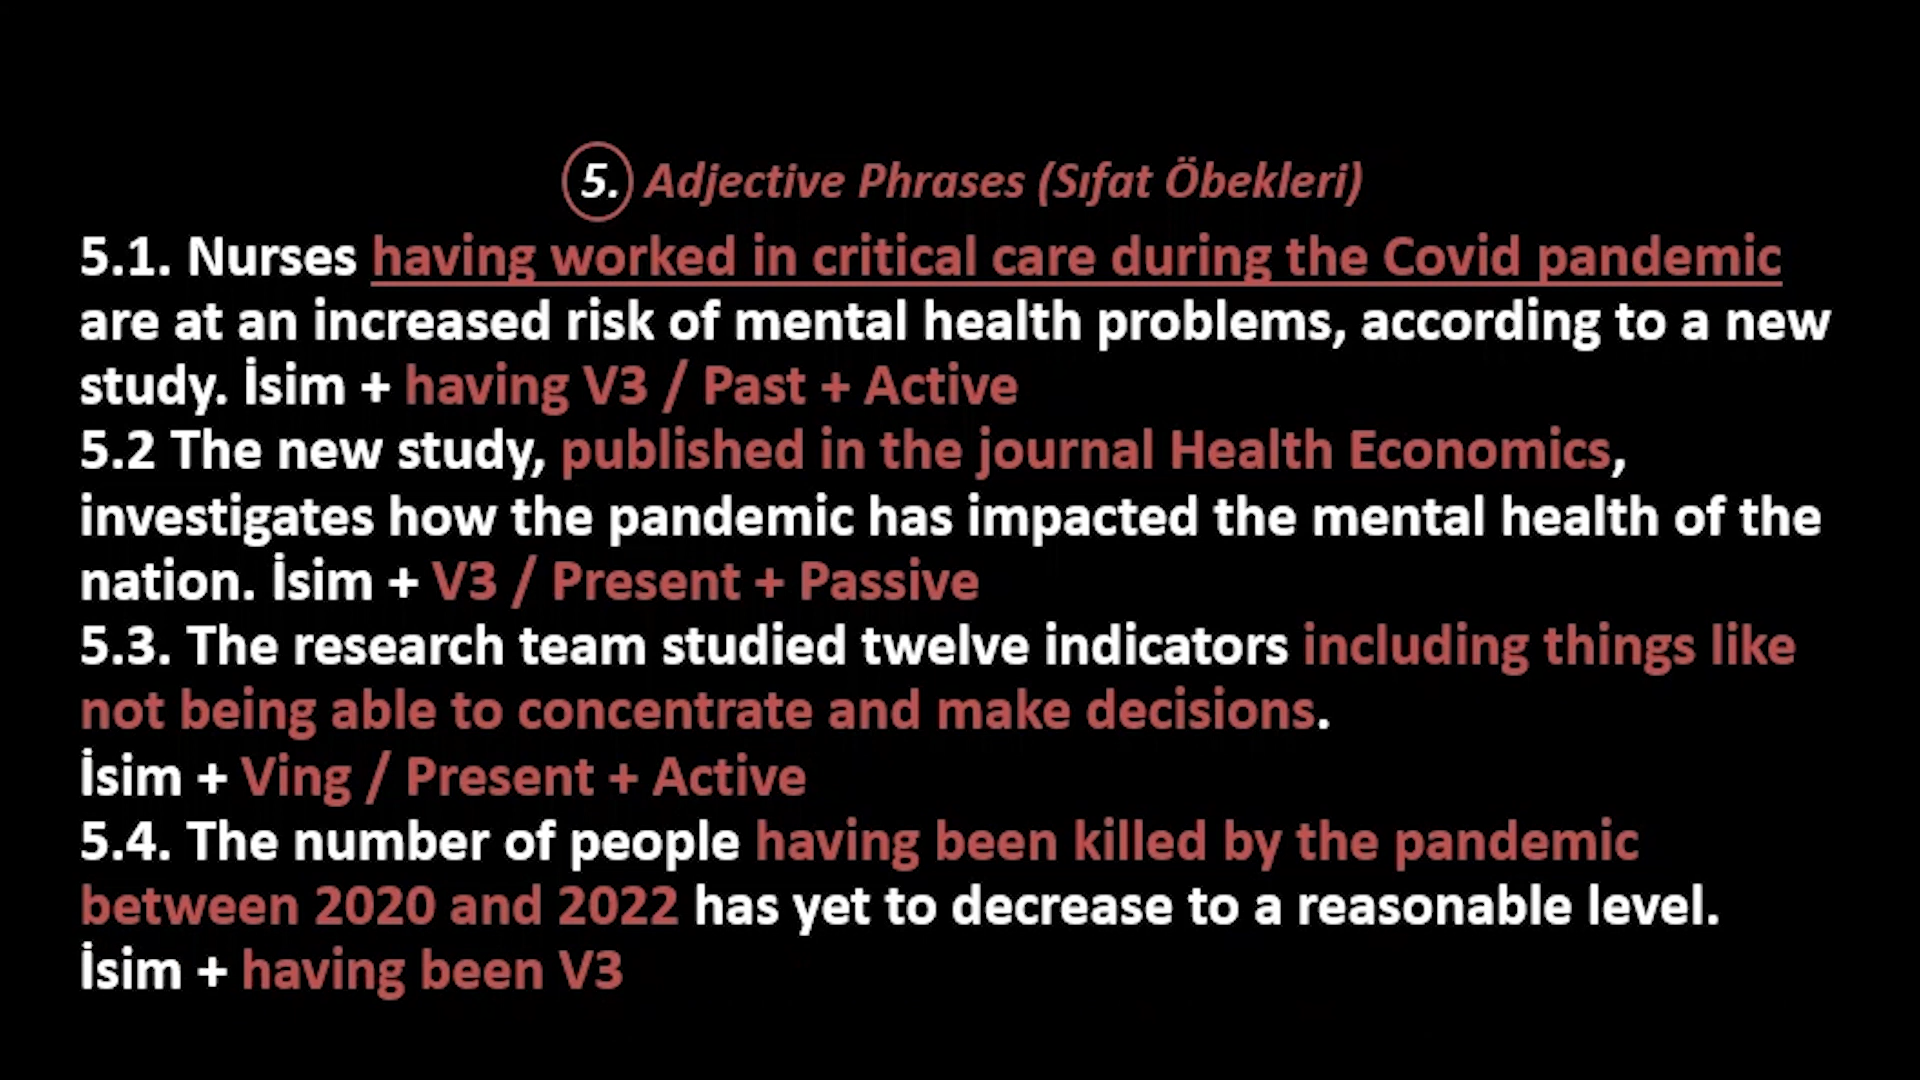 5. Adjective Phrases (Sıfat Öbekleri)
5.1. Nurses having worked in critical care during the Covid pandemic
are at an increased risk of mental health problems, according to a new
study. İsim + having V3 / Past + Active
5.2 The new study, published in the journal Health Economics,
investigates how the pandemic has impacted the mental health of the
nation. İsim + V3 / Present + Passive
5.3. The research team studied twelve indicators including things like
not being able to concentrate and make decisions.
İsim + Ving / Present + Active
5.4. The number of people having been killed by the pandemic
between 2020 and 2022 has yet to decrease to a reasonable level.
İsim + having been V3